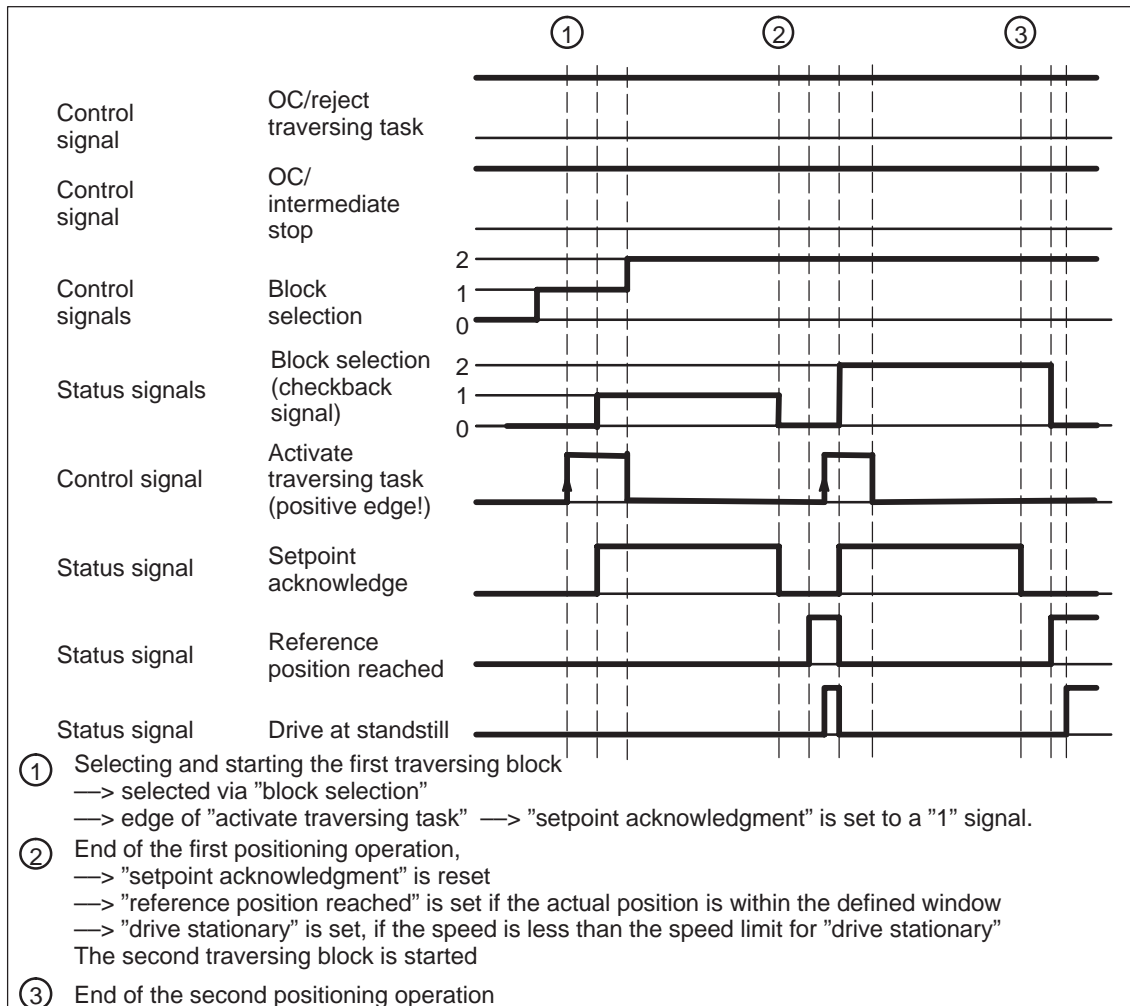 1 2 3
Control
signal
OC/reject
traversing task
Control
signal
OC/
intermediate
stop
Control
signals
Block
selection
2
1
0
Status signals
Block selection
(checkback
signal)
2
1
0
Control signal
Activate
traversing task
(positive edge!)
Status signal
Setpoint
acknowledge
Status signal
Reference
position reached
Status signal
Drive at standstill
1 Selecting and starting the first traversing block
––> selected via ”block selection”
––> edge of ”activate traversing task” ––> ”setpoint acknowledgment” is set to a ”1” signal.
2 End of the first positioning operation,
––> ”setpoint acknowledgment” is reset
––> ”reference position reached” is set if the actual position is within the defined window
––> ”drive stationary” is set, if the speed is less than the speed limit for ”drive stationary”
The second traversing block is started
3 End of the second positioning operation